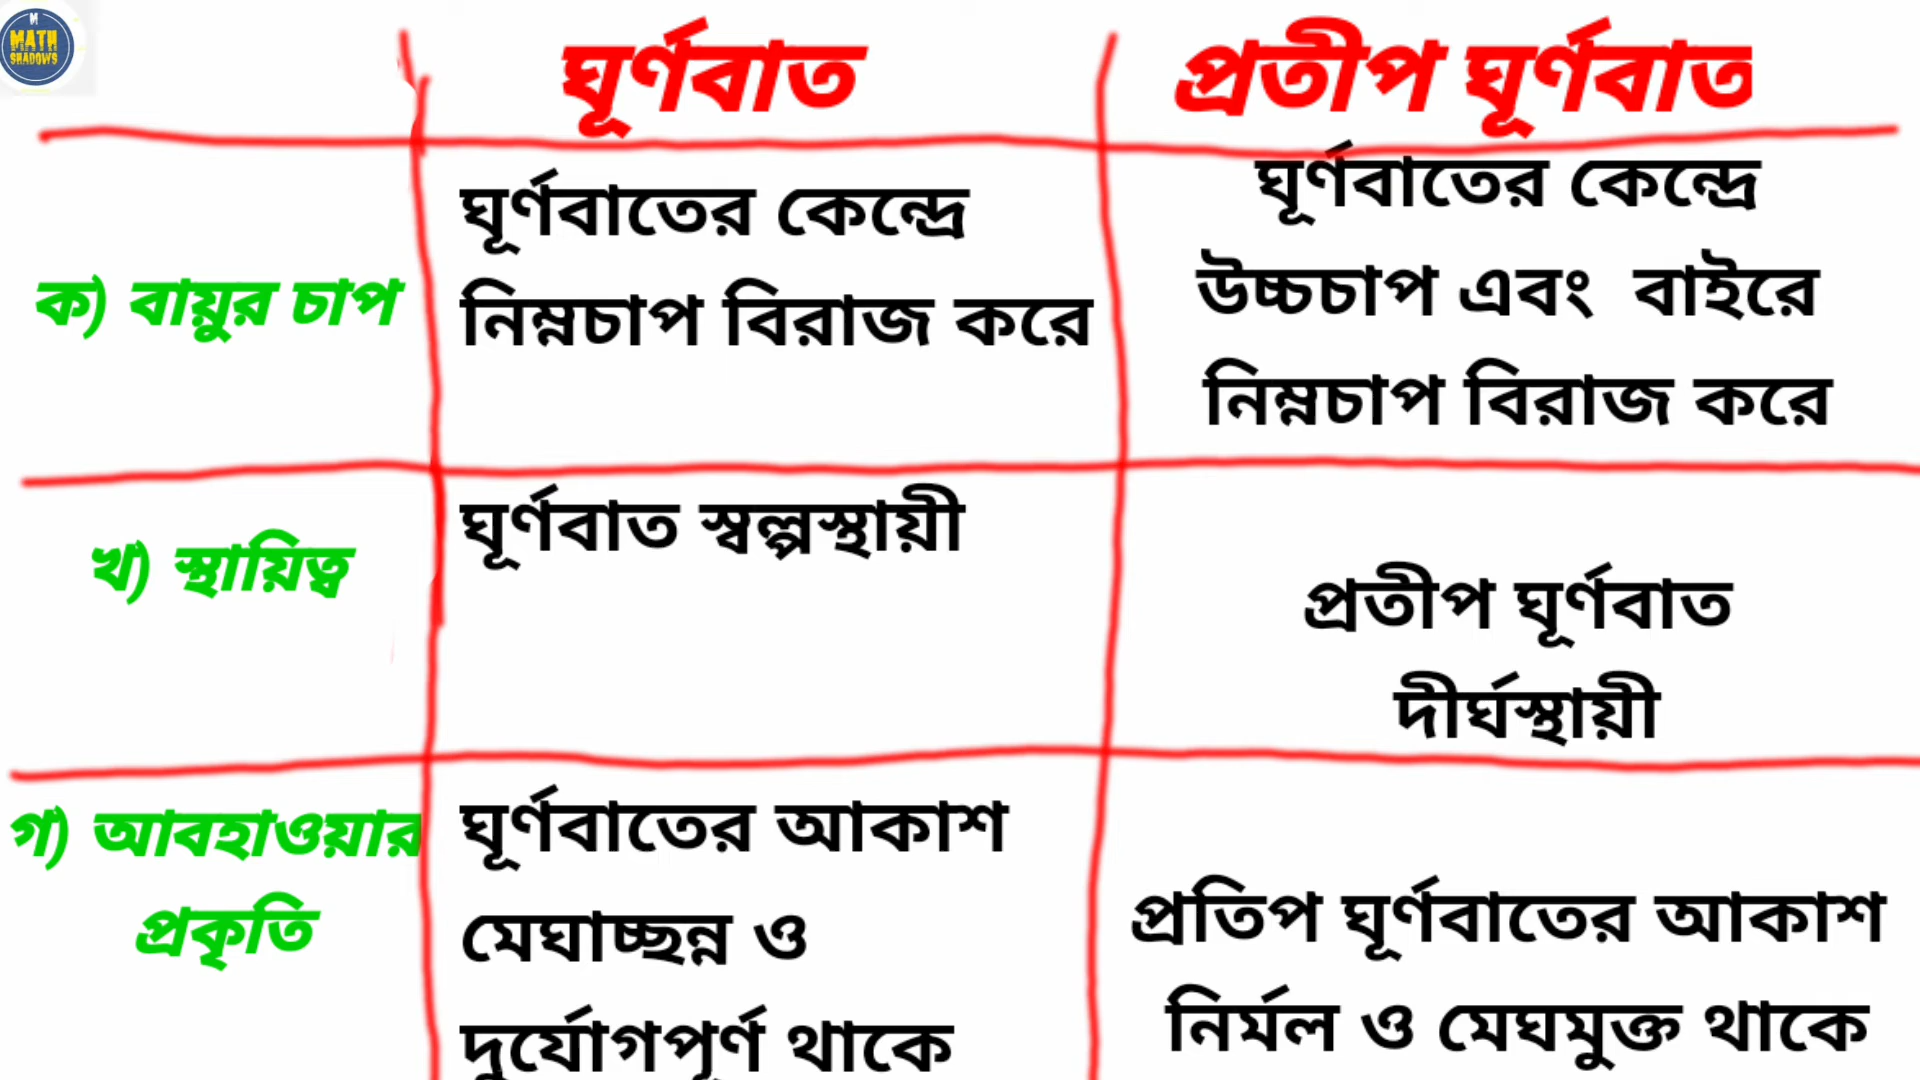 M
MATH
SHADOWS
ঘূর্ণবাত
প্রতীপ ঘূর্ণবাত
ক) বায়ুর চাপ
ঘূর্ণবাতের কেন্দ্রে
নিম্নচাপ বিরাজ করে
ঘূর্ণবাতের কেন্দ্রে
উচ্চচাপ এবং বাইরে
নিম্নচাপ বিরাজ করে
খ) স্থায়িত্ব
ঘূর্ণবাত স্বল্পস্থায়ী
প্রতীপ ঘূর্ণবাত
দীর্ঘস্থায়ী
গ) আবহাওয়ার
প্রকৃতি
ঘূর্ণবাতের আকাশ
মেঘাচ্ছন্ন ও
দুর্যোগপূর্ণ থাকে
প্রতিপ ঘূর্ণবাতের আকাশ
নির্মল ও মেঘমুক্ত থাকে